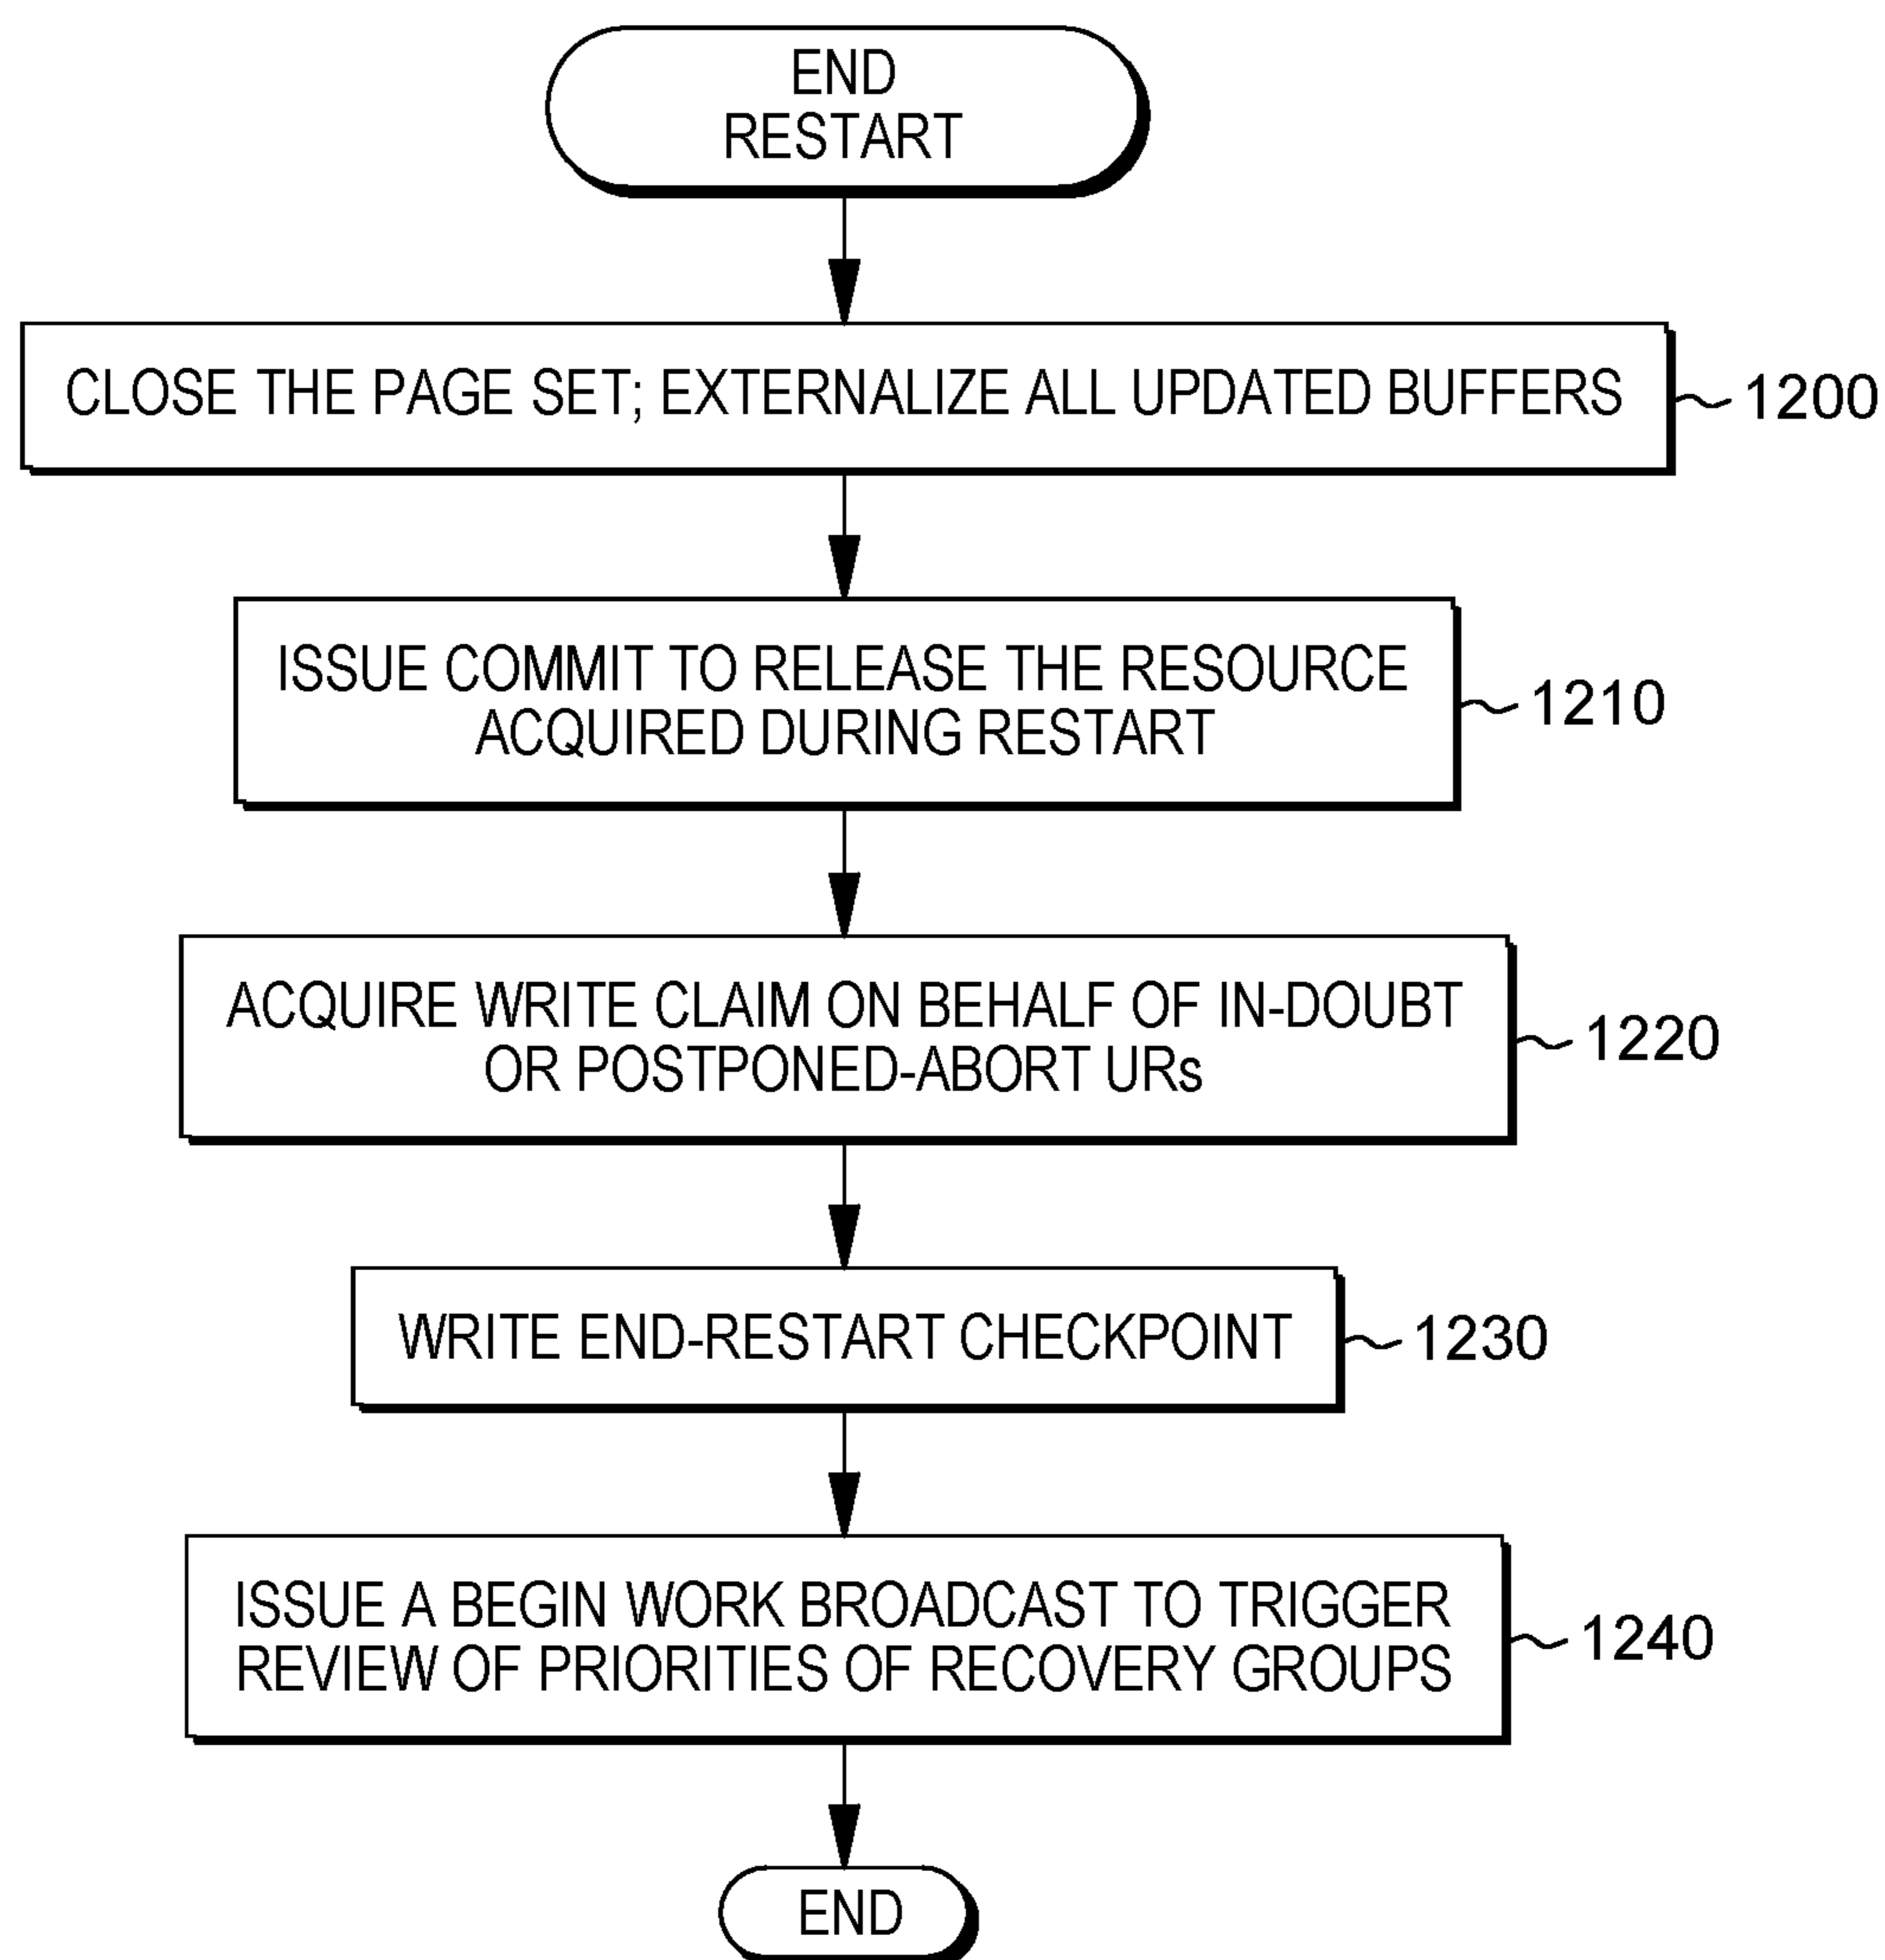 END
RESTART
CLOSE THE PAGE SET; EXTERNALIZE ALL UPDATED BUFFERS
1200
ISSUE COMMIT TO RELEASE THE RESOURCE
ACQUIRED DURING RESTART
1210
ACQUIRE WRITE CLAIM ON BEHALF OF IN-DOUBT
OR POSTPONED-ABORT URs
1220
WRITE END-RESTART CHECKPOINT
1230
ISSUE A BEGIN WORK BROADCAST TO TRIGGER
REVIEW OF PRIORITIES OF RECOVERY GROUPS
1240
END